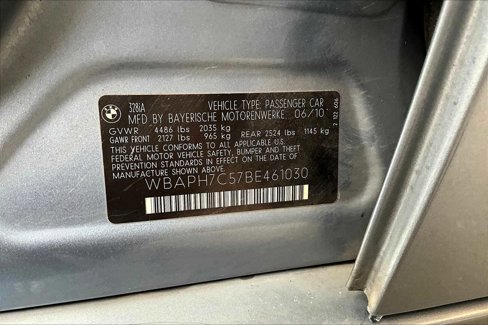 BMW
328iA VEHICLE TYPE: PASSENGER CAR
MFD BY BAYERISCHE MOTORENWERKE 06/10
GVWR 4486 lbs 2035 kg
GAWR FRONT 2127 lbs 965 kg REAR 2524 lbs 1145 kg
THIS VEHICLE CONFORMS TO ALL APPLICABLE U.S.
FEDERAL MOTOR VEHICLE SAFETY, BUMPER AND THEFT
PREVENTION STANDARDS IN EFFECT ON THE DATE OF
MANUFACTURE SHOWN ABOVE
WBAPH7C57BE461030